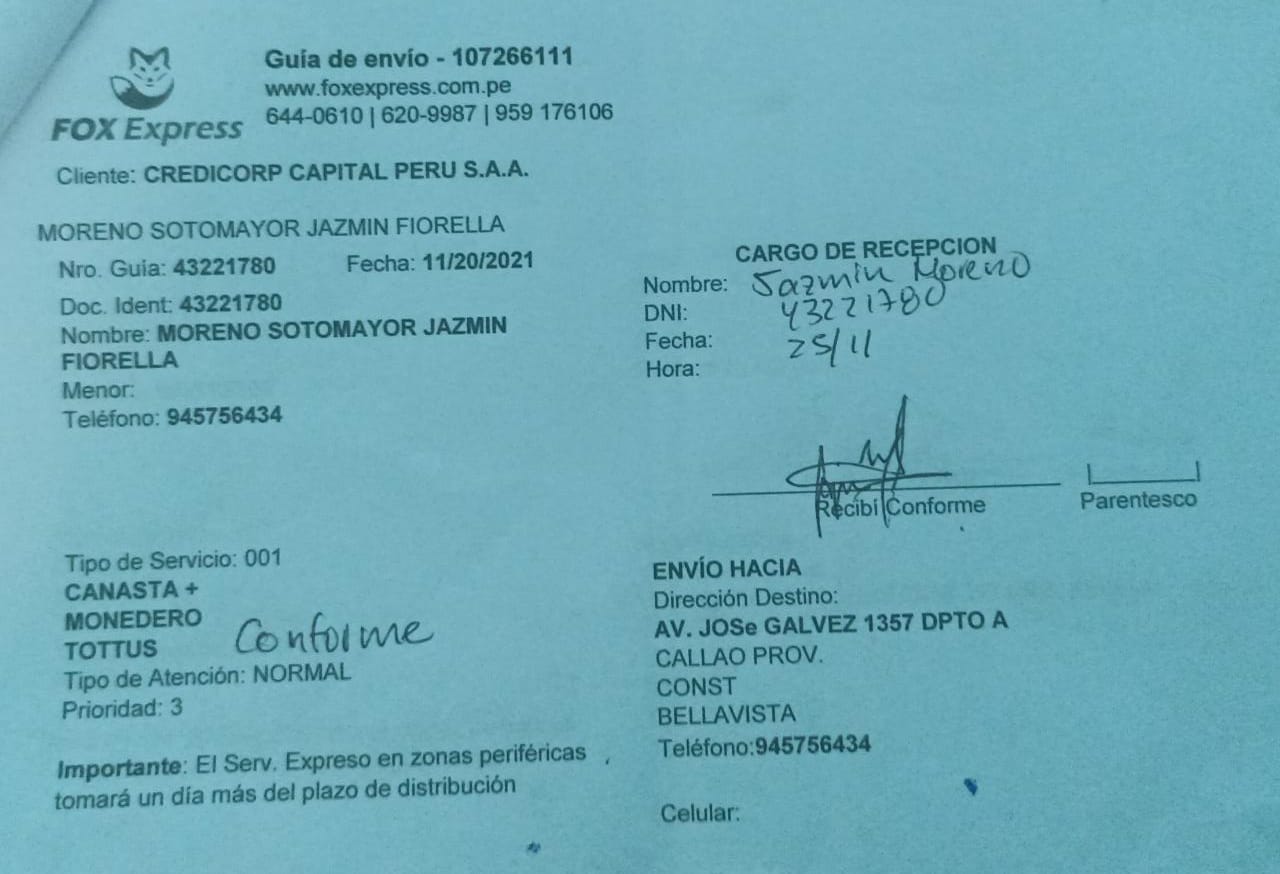 FOX Express
Guía de envío - 107266111
www.foxexpress.com.pe
644-0610 | 620-9987 | 959 176106
Cliente: CREDICORP CAPITAL PERU S.A.A.
MORENO SOTOMAYOR JAZMIN FIORELLA
Nro. Guia: 43221780 Fecha: 11/20/2021
Doc. Ident: 43221780
Nombre: MORENO SOTOMAYOR JAZMIN
FIORELLA
Menor:
Teléfono: 945756434
CARGO DE RECEPCION
Nombre: Jazmin Moreno
DNI: 43221780
Fecha: 25/11
Hora:
Recibí Conforme
Parentesco
Tipo de Servicio: 001
CANASTA +
MONEDERO
TOTTUS Conforme
Tipo de Atención: NORMAL
Prioridad: 3
Importante: El Serv. Expreso en zonas periféricas
tomará un día más del plazo de distribución
ENVÍO HACIA
Dirección Destino:
AV. JOSe GALVEZ 1357 DPTO A
CALLAO PROV.
CONST
BELLAVISTA
Teléfono:945756434
Celular: